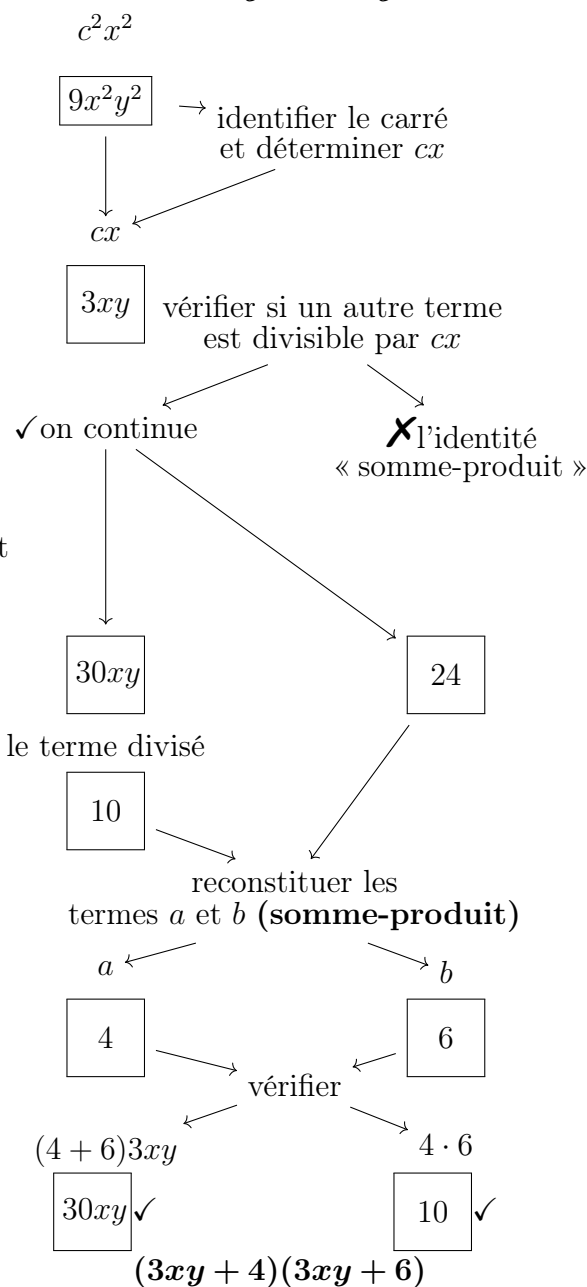 c²x²
9x²y²
identifier le carré
et déterminer cx
cx
3xy
vérifier si un autre terme
est divisible par cx
✓on continue
✗l'identité
« somme-produit »
t
30xy
24
le terme divisé
10
reconstituer les
termes a et b (somme-produit)
a
b
4
6
vérifier
(4 + 6)3xy
4 · 6
30xy ✓
10 ✓
(3xy + 4)(3xy + 6)